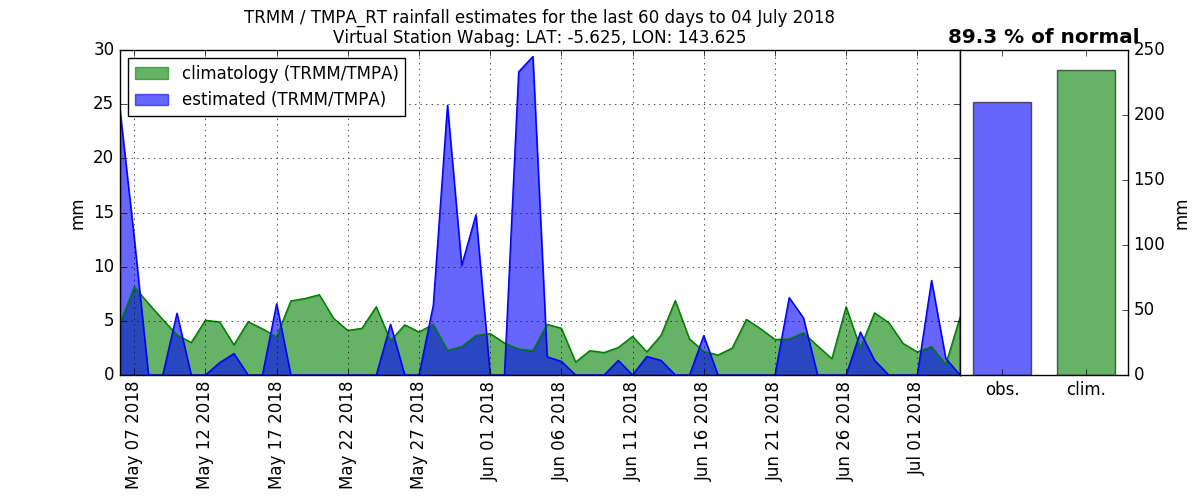 TRMM / TMPA_RT rainfall estimates for the last 60 days to 04 July 2018
Virtual Station Wabag: LAT: -5.625, LON: 143.625
89.3 % of normal
climatology (TRMM/TMPA)
estimated (TRMM/TMPA)
30
25
20
15
10
5
0
mm
May 07 2018
May 12 2018
May 17 2018
May 22 2018
May 27 2018
Jun 01 2018
Jun 06 2018
Jun 11 2018
Jun 16 2018
Jun 21 2018
Jun 26 2018
Jul 01 2018
obs.
clim.
250
200
150
100
50
0
mm